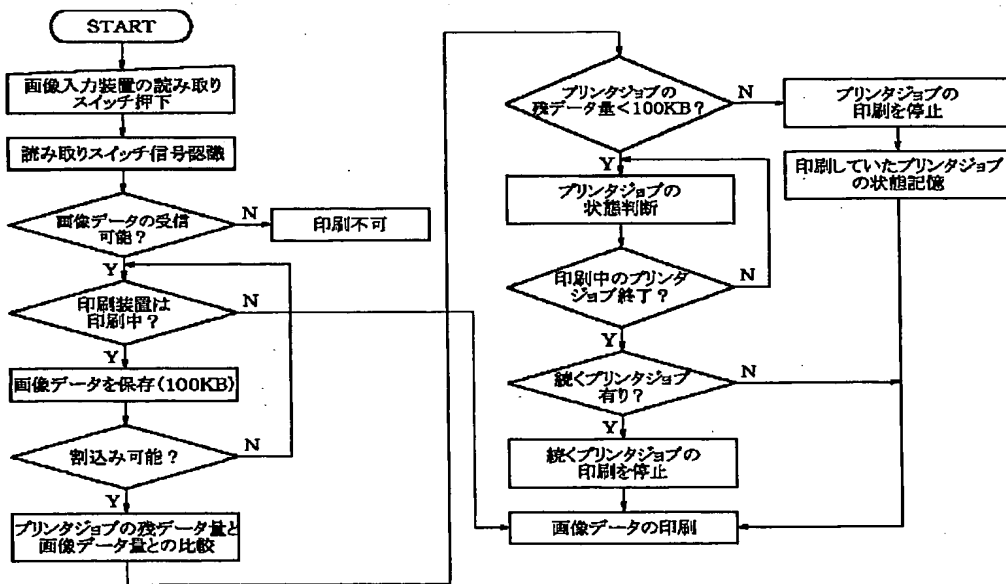 START
画像入力装置の読み取り
スイッチ押下
読み取りスイッチ信号認識
画像データの受信
可能?
N
印刷不可
Y
印刷装置は
印刷中?
N
Y
画像データを保存(100KB)
割込み可能?
N
Y
プリンタジョブの残データ量と
画像データ量との比較
プリンタジョブの
残データ量<100KB?
N
プリンタジョブの
印刷を停止
印刷していたプリンタジョブ
の状態記憶
Y
プリンタジョブの
状態判断
印刷中のプリンタ
ジョブ終了?
N
Y
続くプリンタジョブ
有り?
N
Y
続くプリンタジョブの
印刷を停止
画像データの印刷